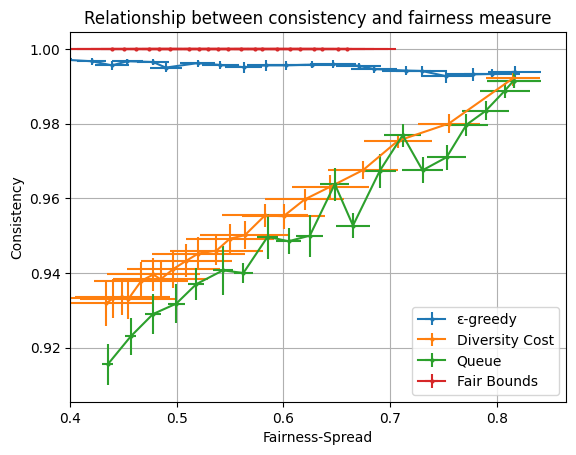 Relationship between consistency and fairness measure
1.00
0.98
0.96
0.94
0.92
Consistency
0.4 0.5 0.6 0.7 0.8
Fairness-Spread
ε-greedy
Diversity Cost
Queue
Fair Bounds